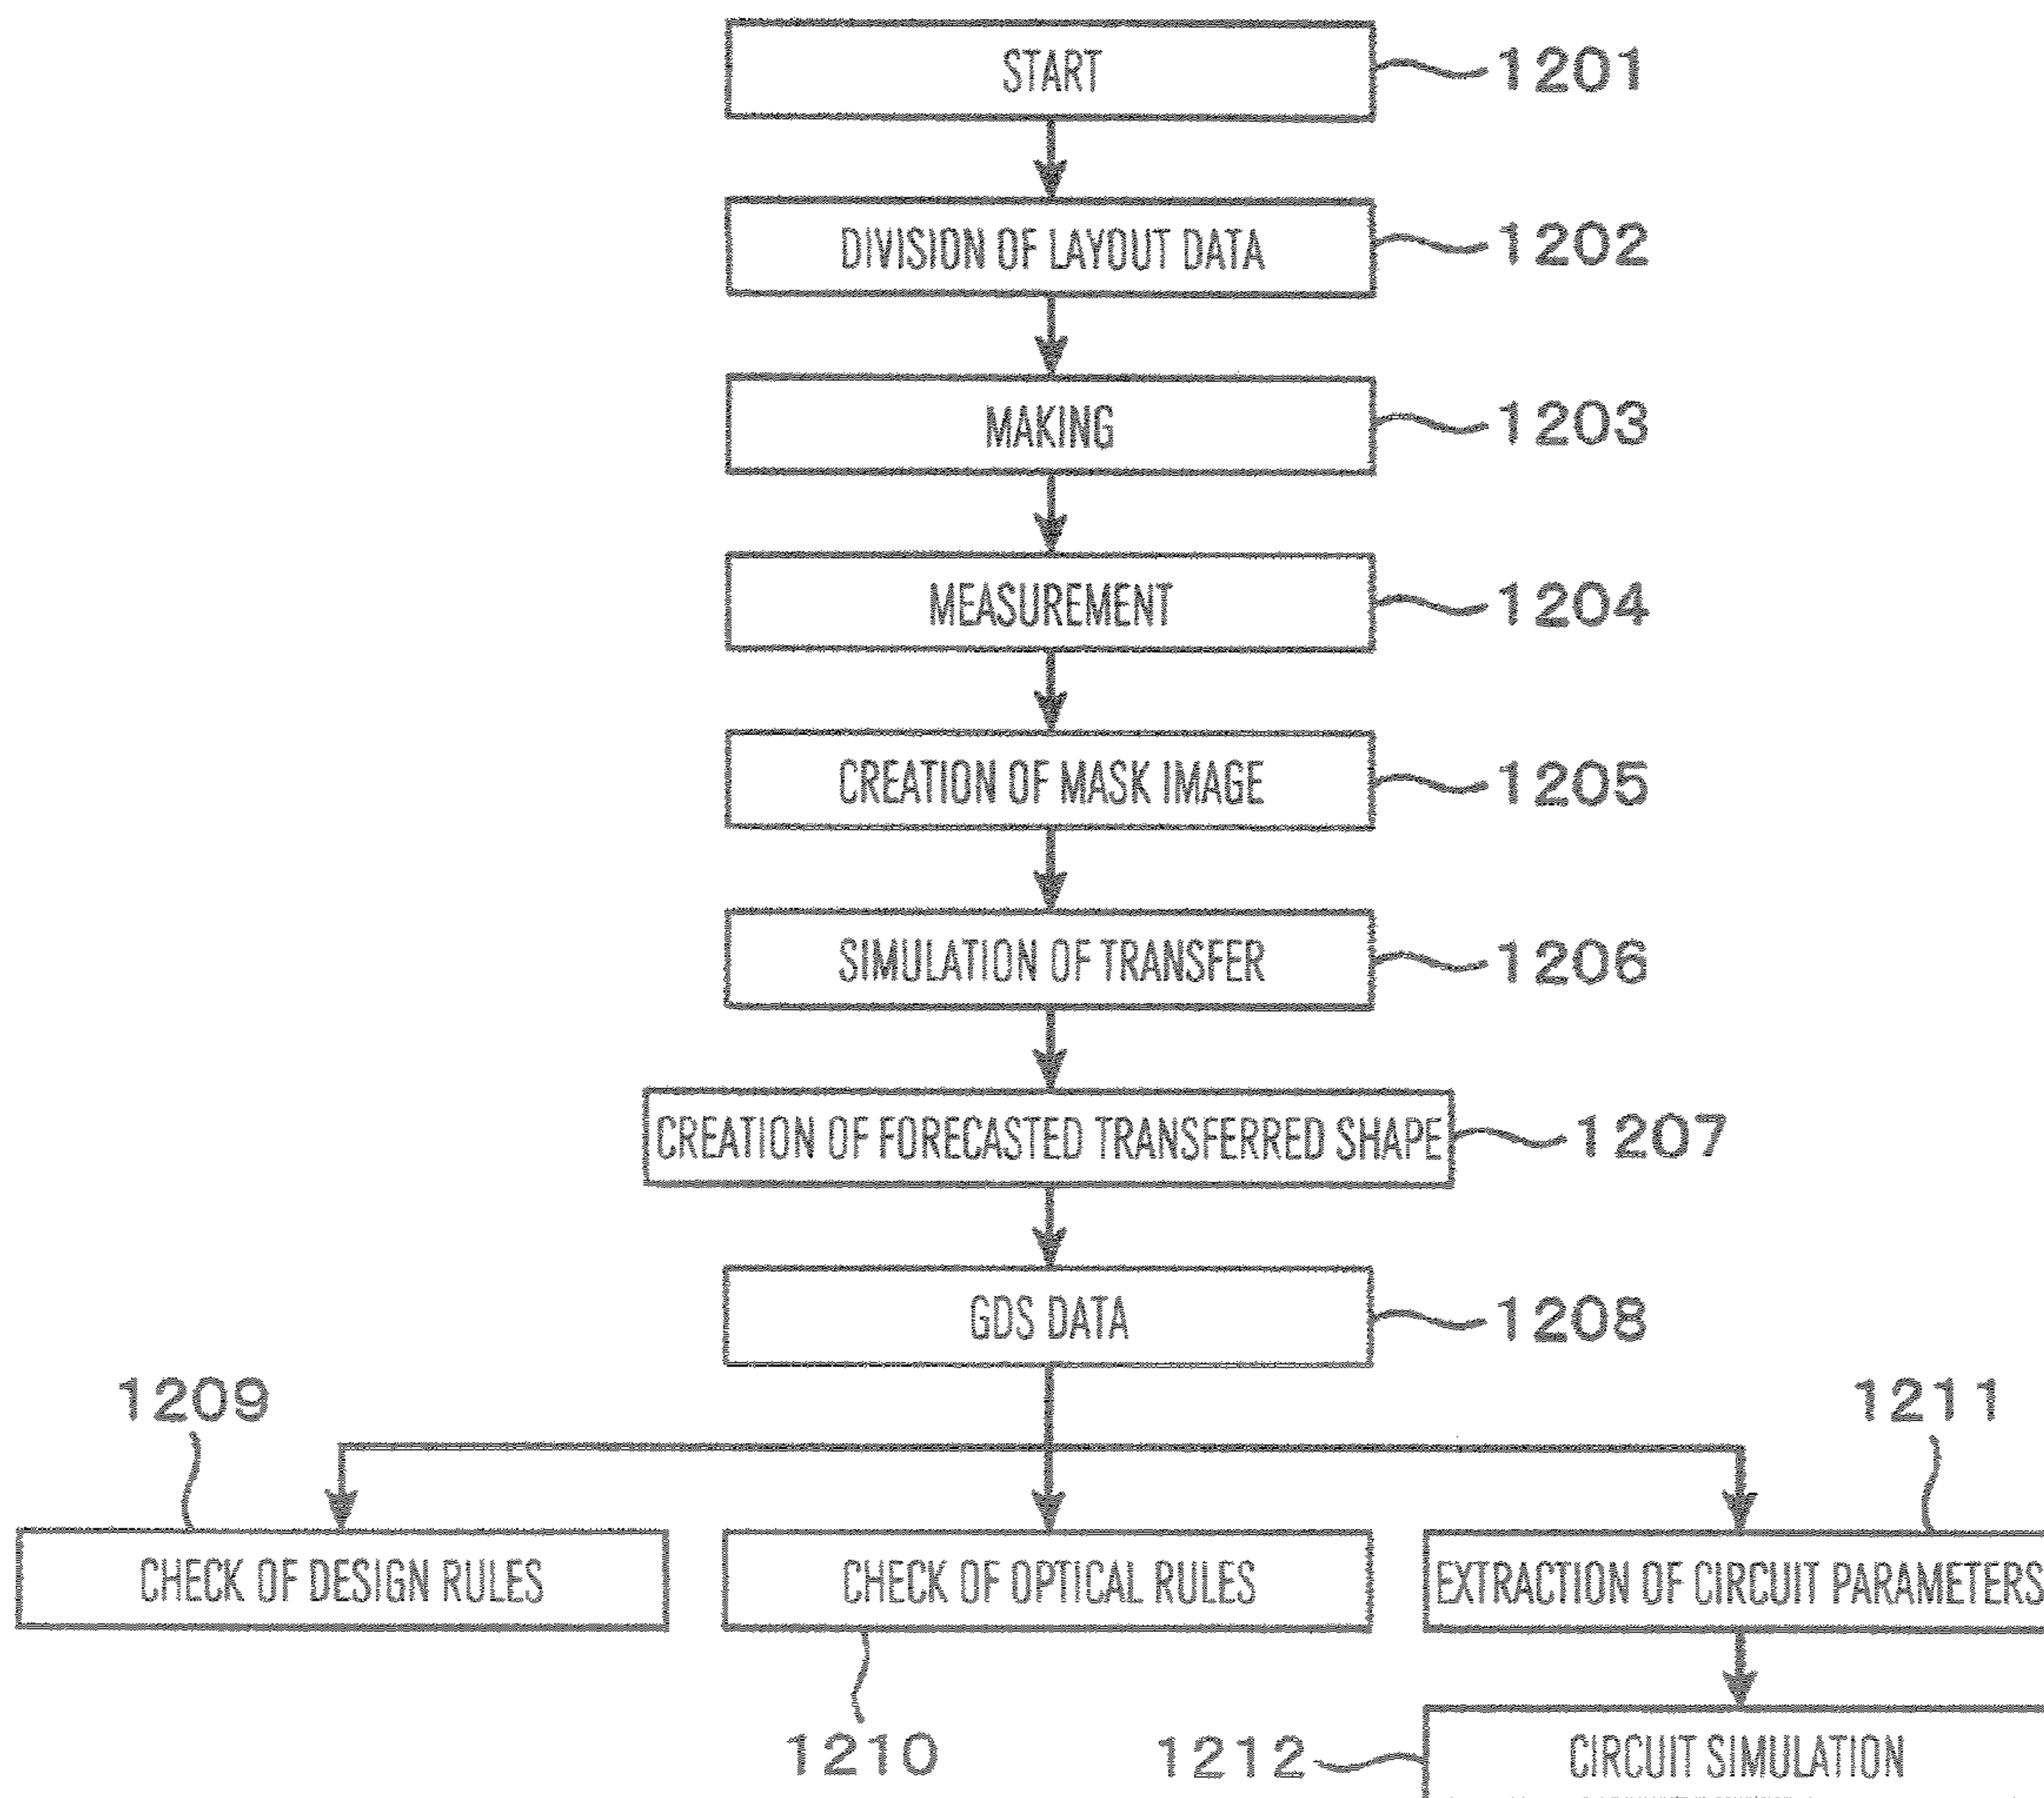 START 1201
DIVISION OF LAYOUT DATA 1202
MAKING 1203
MEASUREMENT 1204
CREATION OF MASK IMAGE 1205
SIMULATION OF TRANSFER 1206
CREATION OF FORECASTED TRANSFERRED SHAPE 1207
GDS DATA 1208
1209
1211
CHECK OF DESIGN RULES
CHECK OF OPTICAL RULES
EXTRACTION OF CIRCUIT PARAMETERS
1210
1212
CIRCUIT SIMULATION